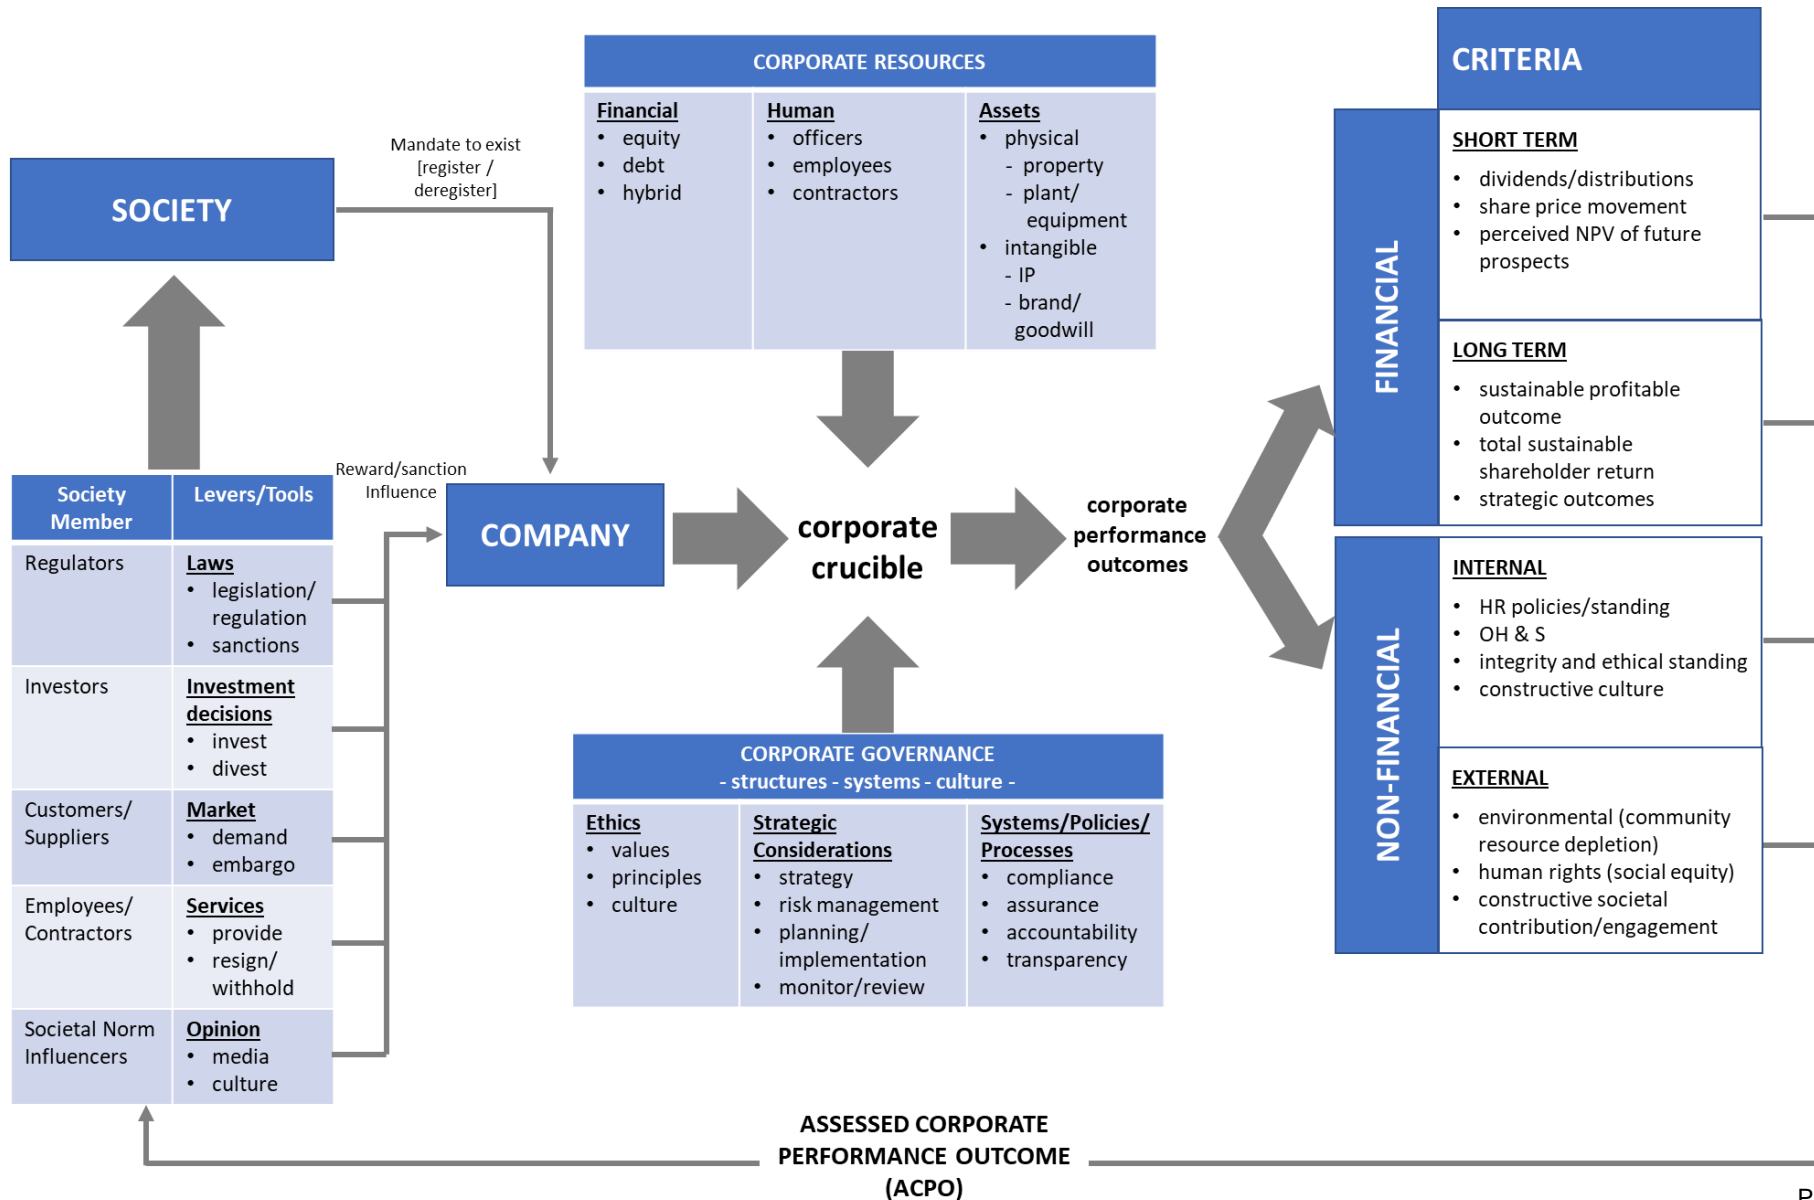 CORPORATE RESOURCES
Financial
• equity
• debt
• hybrid
Human
• officers
• employees
• contractors
Assets
• physical
- property
- plant/
equipment
• intangible
- IP
- brand/
goodwill
Mandate to exist
[register /
deregister]
SOCIETY
Society
Member
Levers/Tools
Regulators
Laws
• legislation/
regulation
• sanctions
Investors
Investment
decisions
• invest
• divest
Customers/
Suppliers
Market
• demand
• embargo
Employees/
Contractors
Services
• provide
• resign/
withhold
Societal Norm
Influencers
Opinion
• media
• culture
Reward/sanction
Influence
COMPANY
corporate
crucible
corporate
performance
outcomes
CORPORATE GOVERNANCE
- structures - systems - culture -
Ethics
• values
• principles
• culture
Strategic
Considerations
• strategy
• risk management
• planning/
implementation
• monitor/review
Systems/Policies/
Processes
• compliance
• assurance
• accountability
• transparency
CRITERIA
FINANCIAL
SHORT TERM
• dividends/distributions
• share price movement
• perceived NPV of future
prospects
LONG TERM
• sustainable profitable
outcome
• total sustainable
shareholder return
• strategic outcomes
NON-FINANCIAL
INTERNAL
• HR policies/standing
• OH & S
• integrity and ethical standing
• constructive culture
EXTERNAL
• environmental (community
resource depletion)
• human rights (social equity)
• constructive societal
contribution/engagement
ASSESSED CORPORATE
PERFORMANCE OUTCOME
(ACPO)